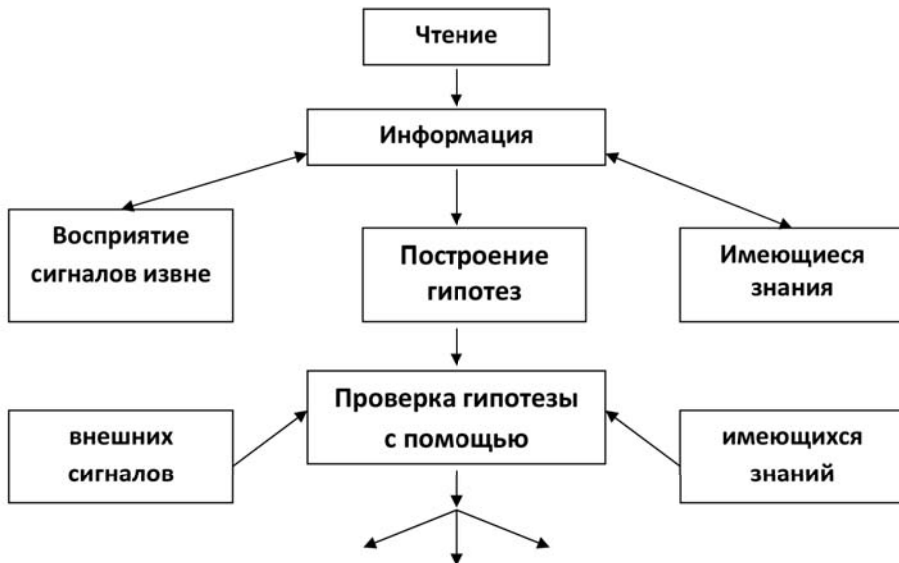 Чтение
Информация
Восприятие
сигналов извне
Построение
гипотез
Имеющиеся
знания
Проверка гипотезы
с помощью
внешних
сигналов
имеющихся
знаний